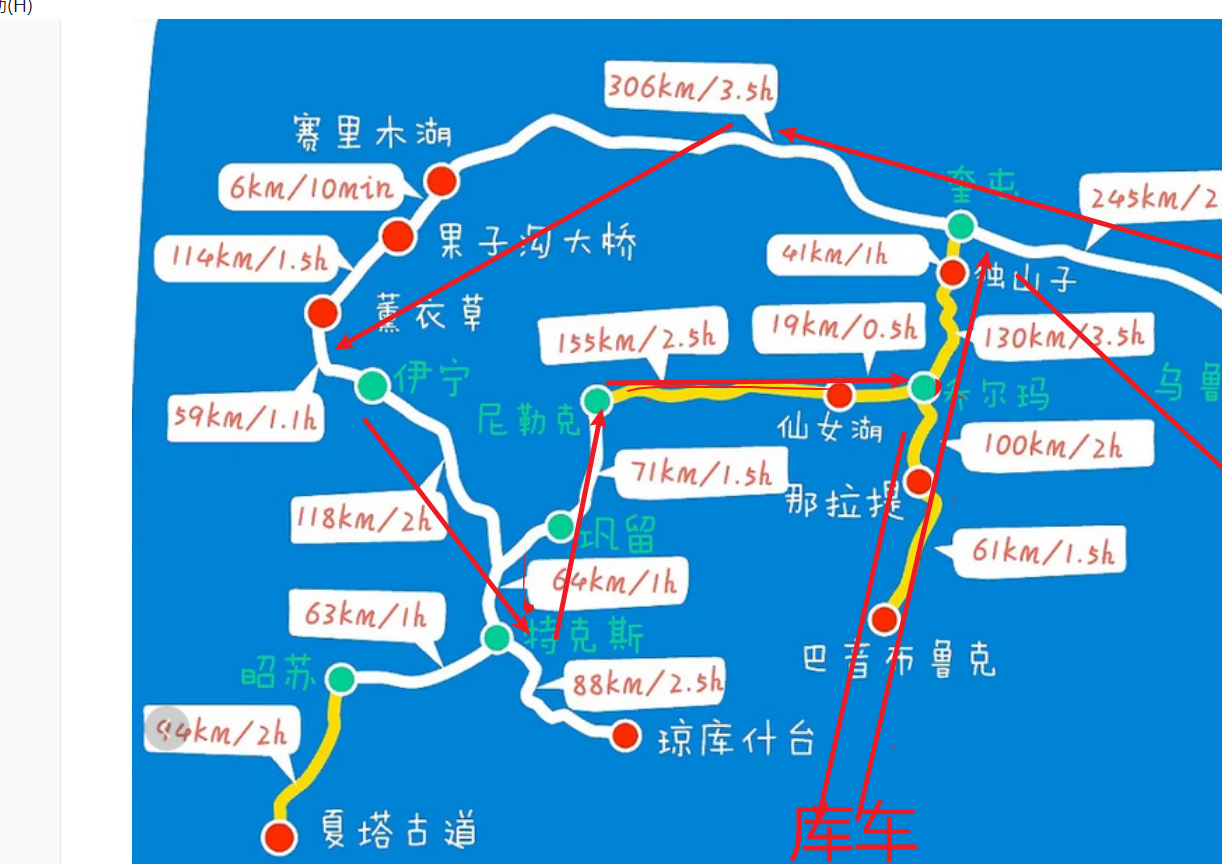 (H)
306km/3.5h
赛里木湖
6km/10min
奎屯
245km/2
果子沟大桥
114km/1.5h
41km/1h
独山子
薰衣草
155km/2.5h
19km/0.5h
130km/3.5h
伊宁
乔尔玛
乌鲁
59km/1.1h
尼勒克
仙女湖
100km/2h
71km/1.5h
那拉提
118km/2h
巩留
61km/1.5h
64km/1h
63km/1h
特克斯
巴音布鲁克
昭苏
88km/2.5h
94km/2h
琼库什台
夏塔古道
库车